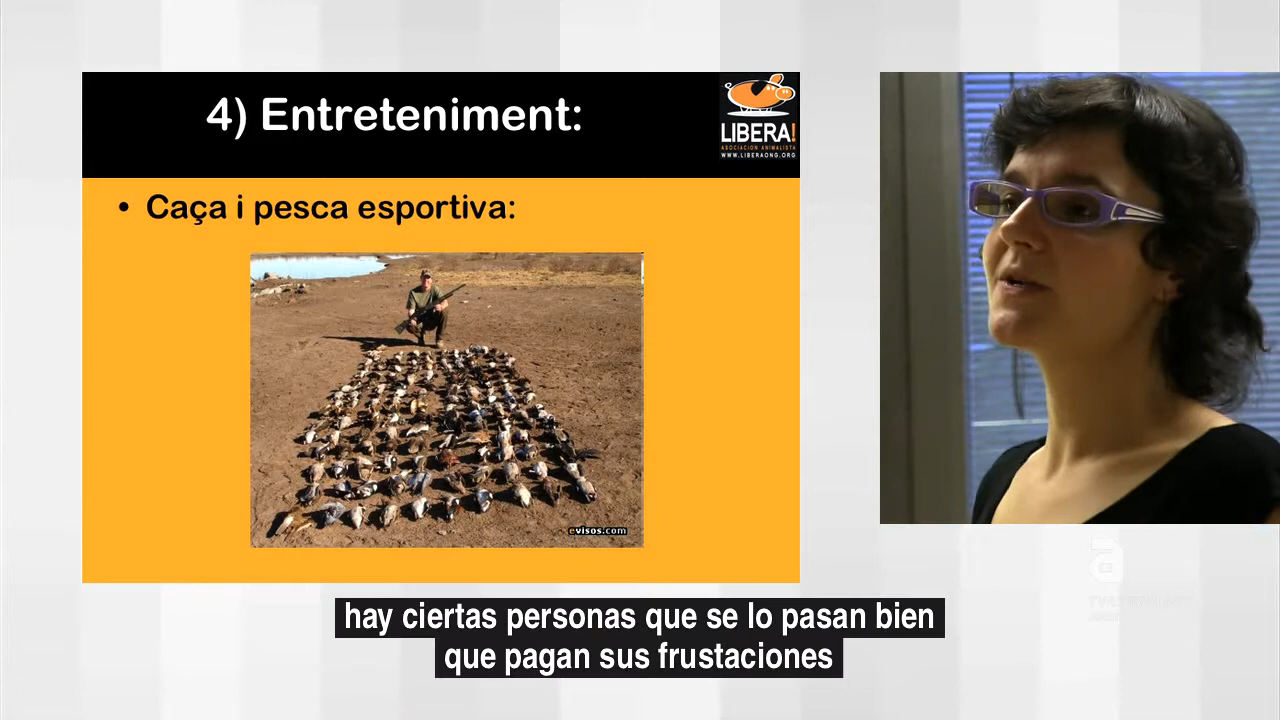 4) Entreteniment:
LIBERA!
ASOCIACION ANIMALISTA
WWW.LIBERAONG.ORG
• Caça i pesca esportiva:
evisos.com
hay ciertas personas que se lo pasan bien
que pagan sus frustaciones